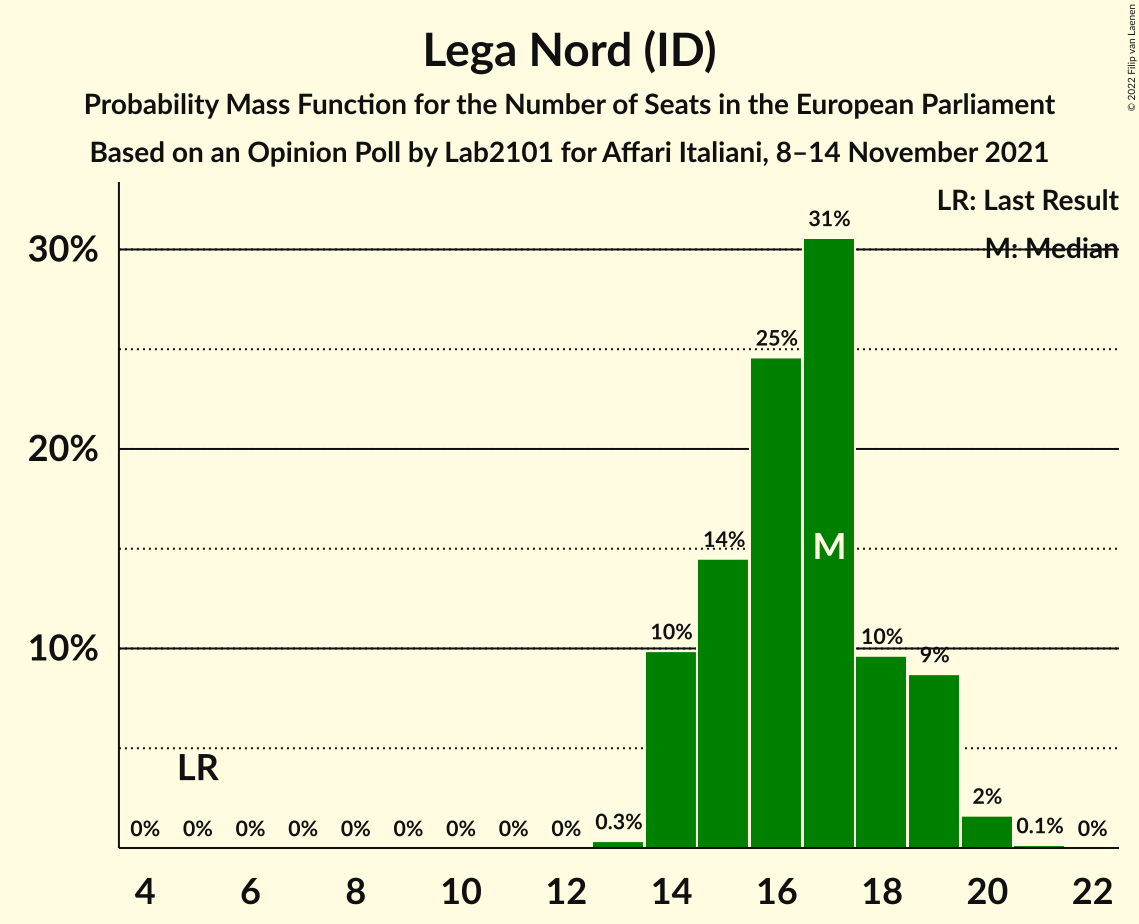 Lega Nord (ID)
Probability Mass Function for the Number of Seats in the European Parliament
Based on an Opinion Poll by Lab2101 for Affari Italiani, 8–14 November 2021
© 2022 Filip van Laenen
LR: Last Result
M: Median
30%
20%
10%
31%
25%
14%
M
10%
10%
9%
LR
0% 0% 0% 0% 0% 0% 0% 0% 0% 0.3% 2% 0.1% 0%
4 6 8 10 12 14 16 18 20 22